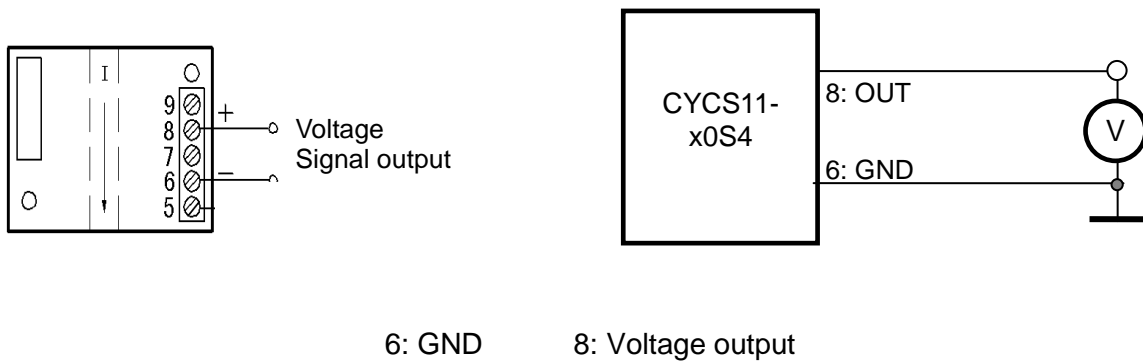 I
9
8
7
6
5
+
−
Voltage
Signal output
CYCS11-
x0S4
8: OUT
6: GND
V
6: GND 8: Voltage output